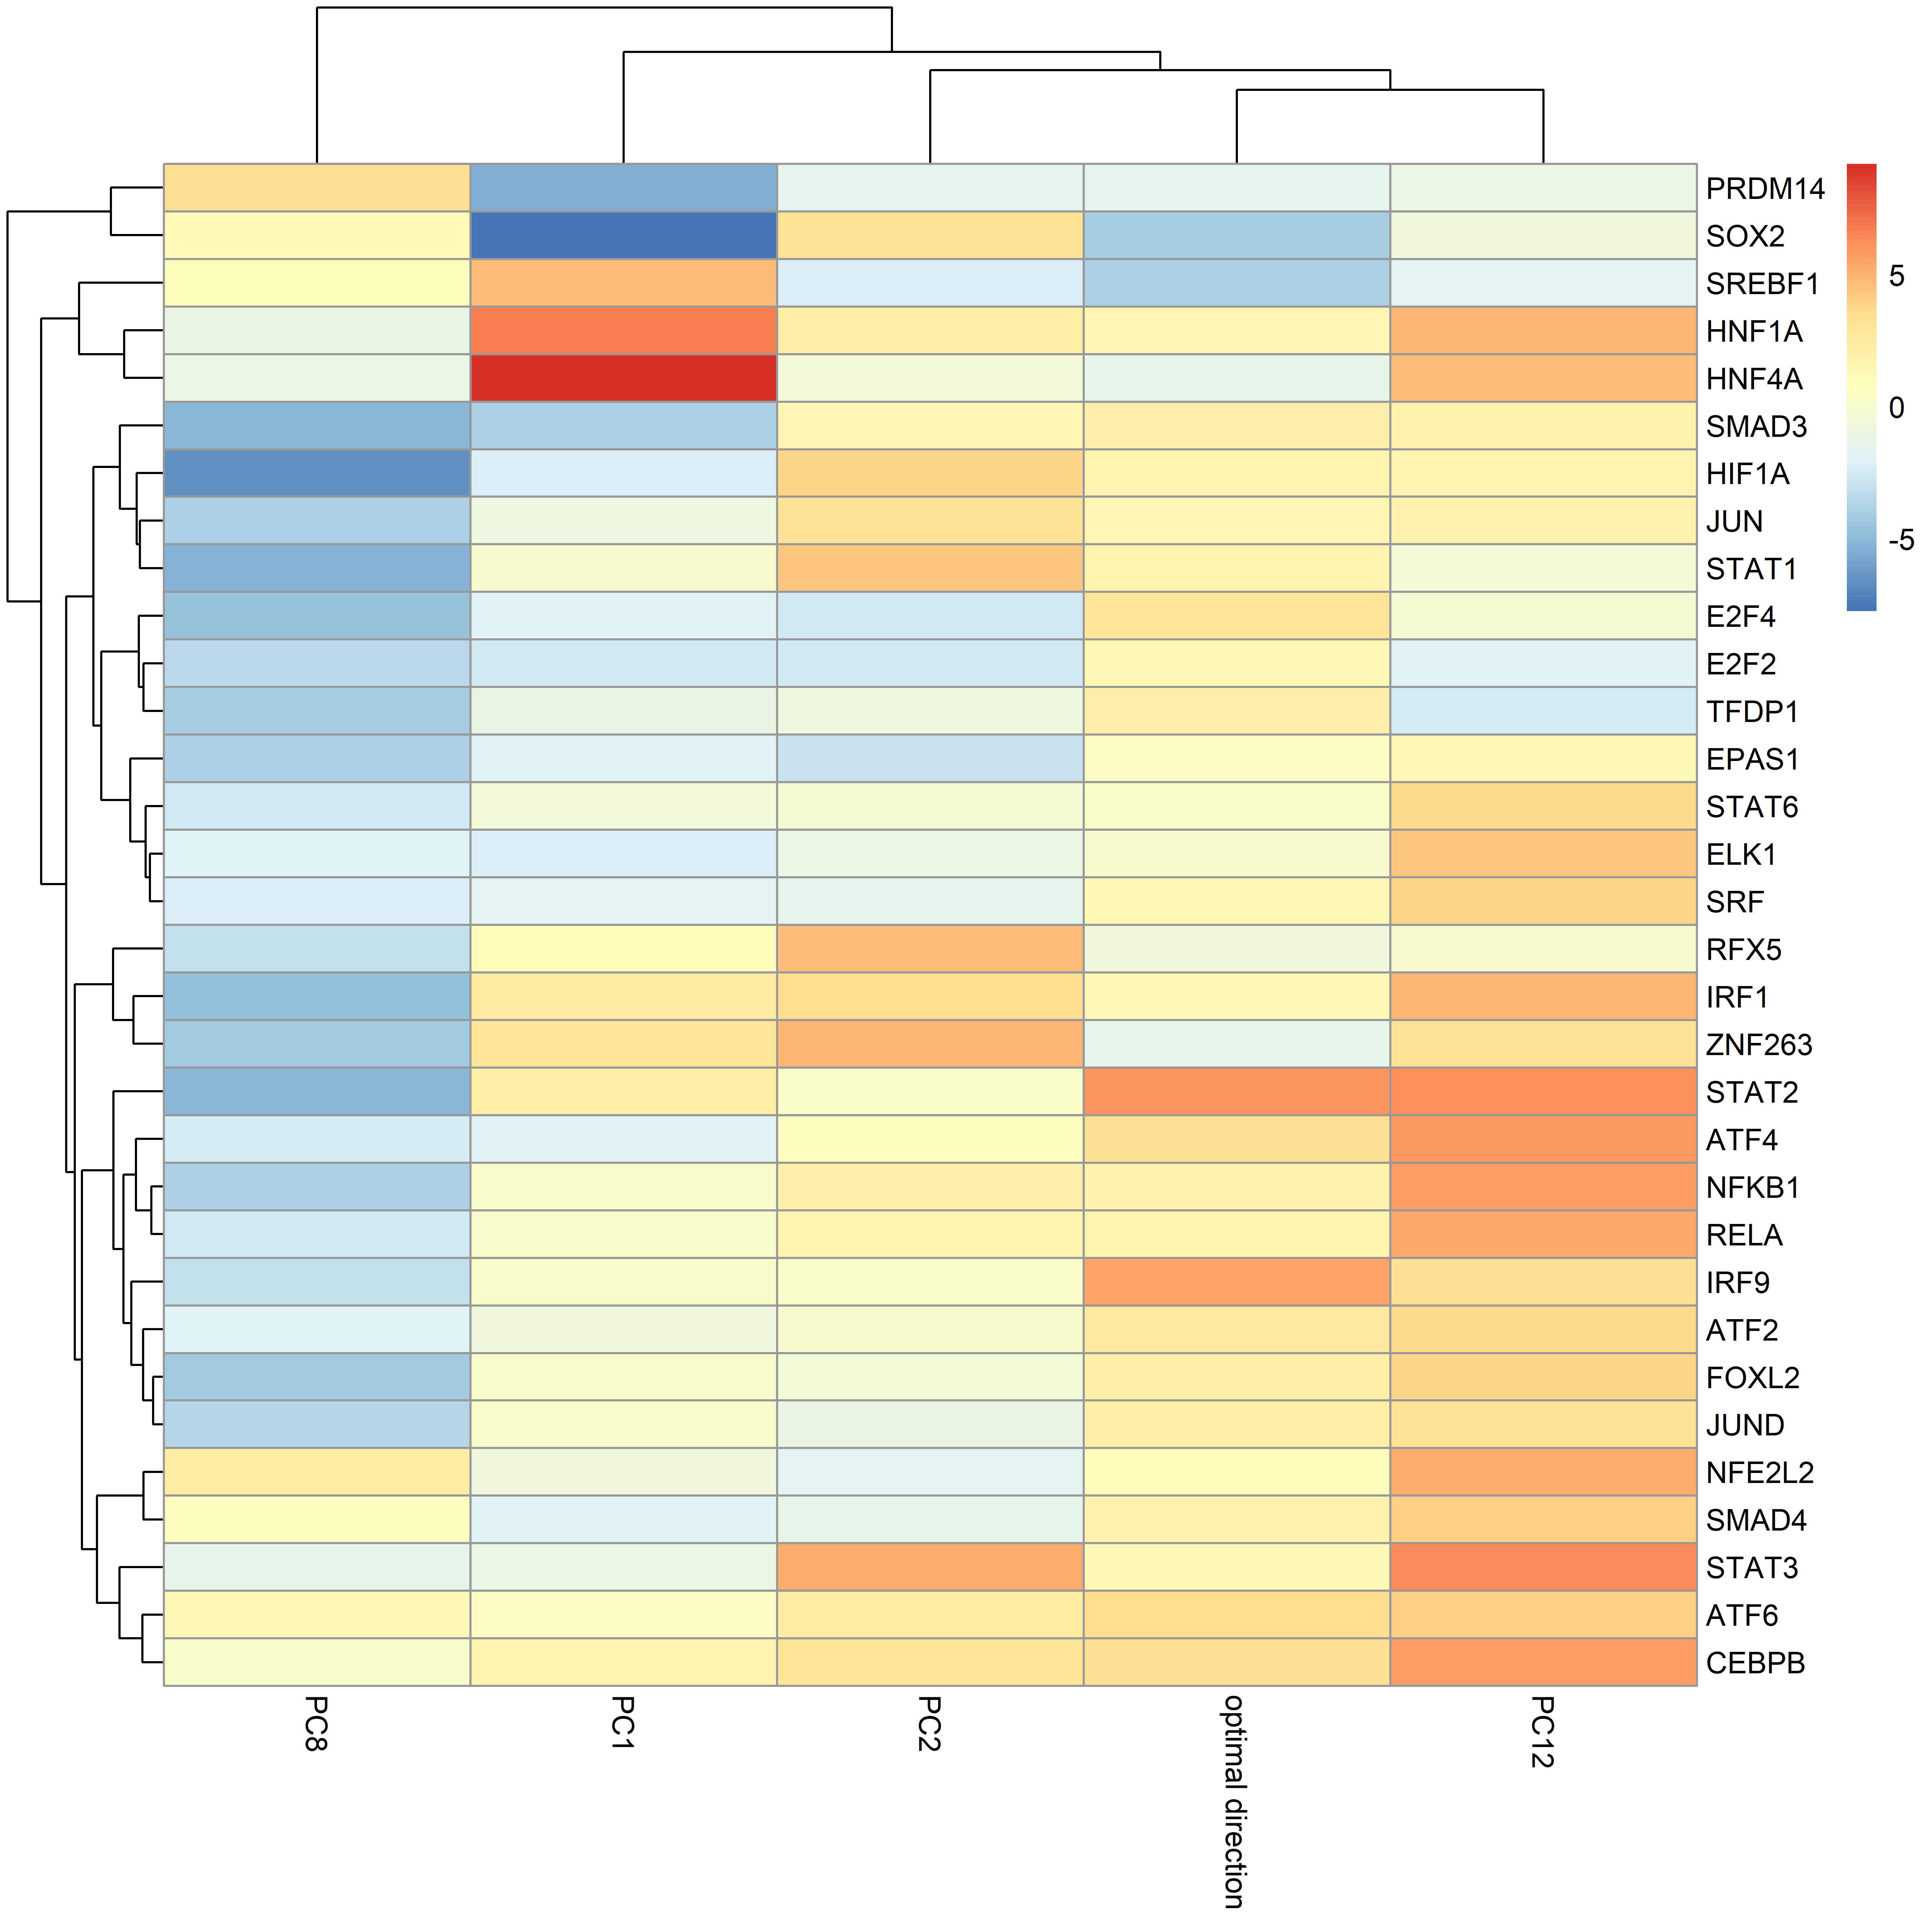 PRDM14
SOX2
SREBF1
HNF1A
HNF4A
SMAD3
HIF1A
JUN
STAT1
E2F4
E2F2
TFDP1
EPAS1
STAT6
ELK1
SRF
RFX5
IRF1
ZNF263
STAT2
ATF4
NFKB1
RELA
IRF9
ATF2
FOXL2
JUND
NFE2L2
SMAD4
STAT3
ATF6
CEBPB
5
0
-5
PC8
PC1
PC2
optimal direction
PC12